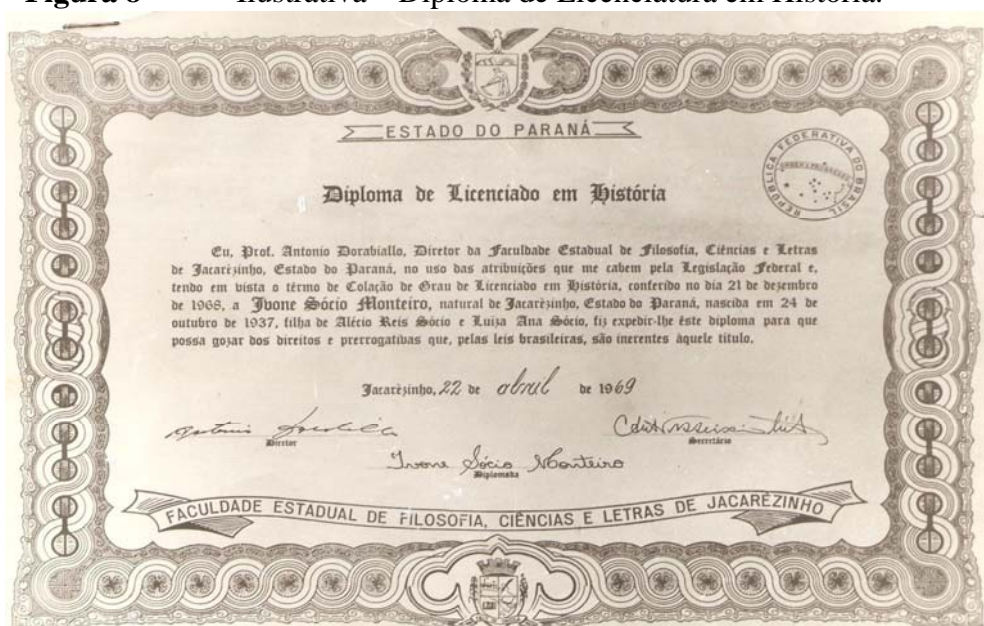 Figura 8 Ilustrativa – Diploma de Licenciatura em História.
ESTADO DO PARANÁ
REPÚBLICA FEDERATIVA DO BRASIL
ORDEM E PROGRESSO
Diploma de Licenciado em História
Eu, Prof. Antonio Dorabiallo, Diretor da Faculdade Estadual de Filosofia, Ciências e Letras
de Jacarèzinho, Estado do Paraná, no uso das atribuições que me cabem pela Legislação Federal e,
tendo em vista o têrmo de Colação de Grau de Licenciado em História, conferido no dia 21 de dezembro
de 1968, a Ivone Sócio Monteiro, natural de Jacarèzinho, Estado do Paraná, nascida em 24 de
outubro de 1937, filha de Alécio Reis Sócio e Luiza Ana Sócio, fiz expedir-lhe êste diploma para que
possa gozar dos direitos e prerrogativas que, pelas leis brasileiras, são inerentes àquele título.
Jacarèzinho, 22 de abril de 1969
Antonio
Diretor
Secretário
Ivone Sócio Monteiro
Diplomada
FACULDADE ESTADUAL DE FILOSOFIA, CIÊNCIAS E LETRAS DE JACARÈZINHO